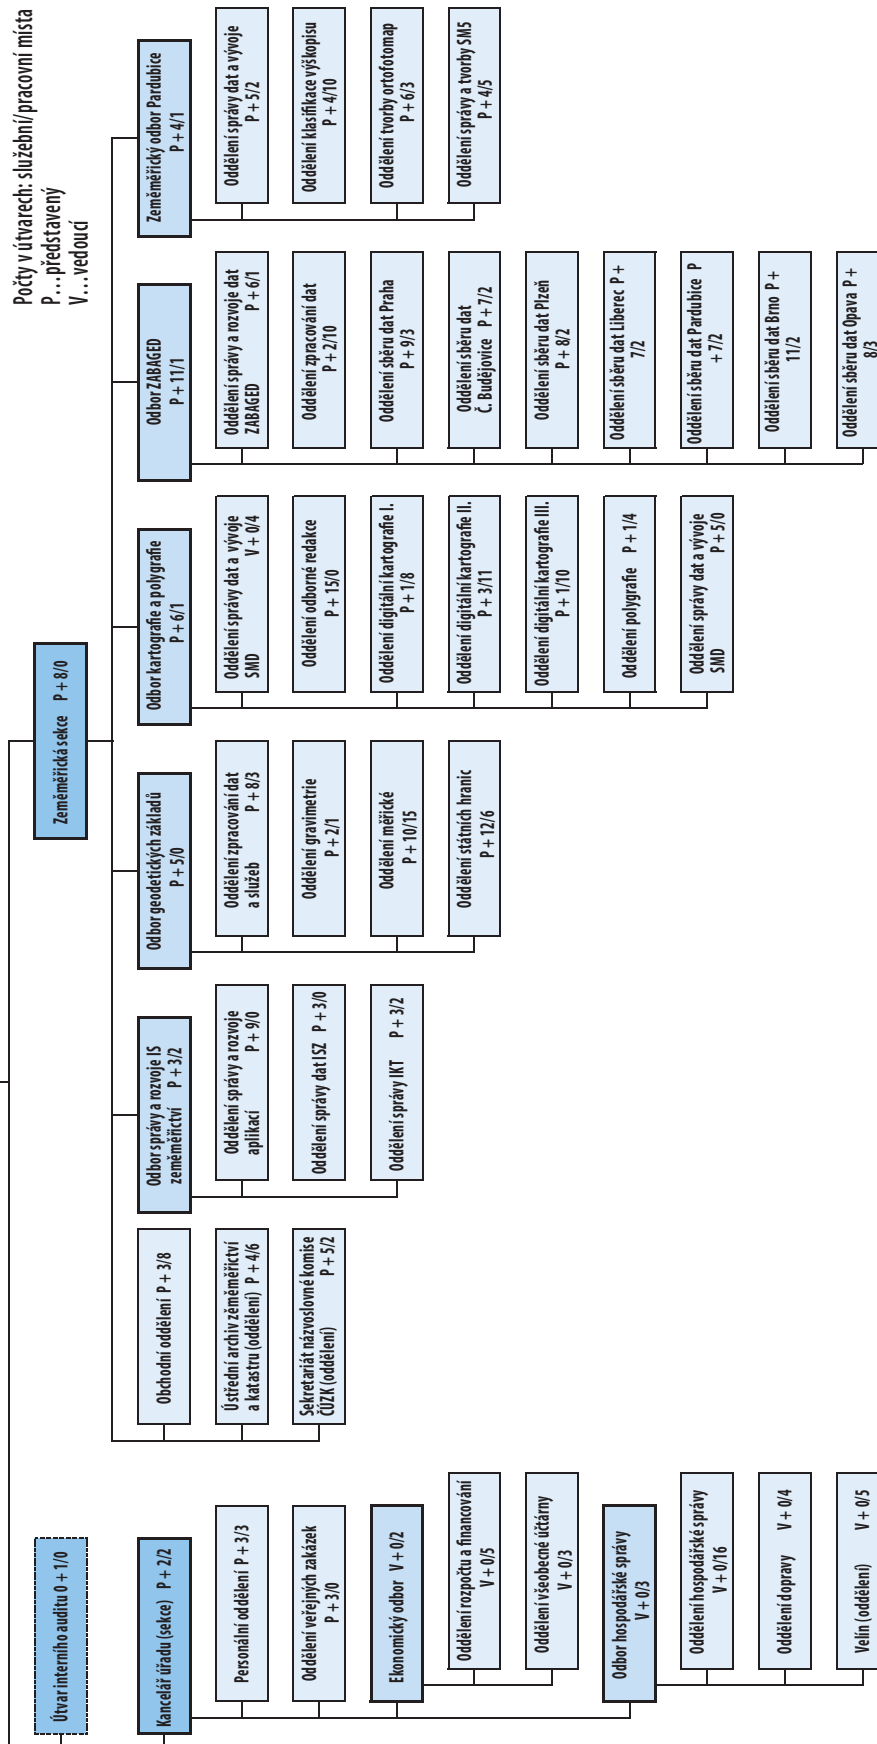 Počty v útvarech: služební/pracovní místa
P….představený
V….vedoucí
Útvar interního auditu 0 + 1/0
Zeměměřická sekce P + 8/0
Kancelář úřadu (sekce) P + 2/2
Personální oddělení P + 3/3
Oddělení veřejných zakázek
P + 3/0
Ekonomický odbor V + 0/2
Oddělení rozpočtu a financování
V + 0/5
Oddělení všeobecné účtárny
V + 0/3
Odbor hospodářské správy
V + 0/3
Oddělení hospodářské správy
V + 0/16
Oddělení dopravy V + 0/4
Velín (oddělení) V + 0/5
Obchodní oddělení P + 3/8
Ústřední archiv zěměměřictví
a katastru (oddělení) P + 4/6
Sekretariát názvoslovné komise
ČÚZK (oddělení) P + 5/2
Odbor správy a rozvoje IS
zeměměřictví P + 3/2
Oddělení správy a rozvoje
aplikací P + 9/0
Oddělení správy dat ISZ P + 3/0
Oddělení správy IKT P + 3/2
Odbor geodetických základů
P + 5/0
Oddělení zpracování dat
a služeb P + 8/3
Oddělení gravimetrie
P + 2/1
Oddělení měřické
P + 10/15
Oddělení státních hranic
P + 12/6
Odbor kartografie a polygrafie
P + 6/1
Oddělení správy dat a vývoje
SMD V + 0/4
Oddělení odborné redakce
P + 15/0
Oddělení digitální kartografie I.
P + 1/8
Oddělení digitální kartografie II.
P + 3/11
Oddělení digitální kartografie III.
P + 1/10
Oddělení polygrafie P + 1/4
Oddělení správy dat a vývoje
SMD P + 5/0
Odbor ZABAGED
P + 11/1
Oddělení správy a rozvoje dat
ZABAGED P + 6/1
Oddělení zpracování dat
P + 2/10
Oddělení sběru dat Praha
P + 9/3
Oddělení sběru dat
Č. Budějovice P + 7/2
Oddělení sběru dat Plzeň
P + 8/2
Oddělení sběru dat Liberec P +
7/2
Oddělení sběru dat Pardubice P
+ 7/2
Oddělení sběru dat Brno P +
11/2
Oddělení sběru dat Opava P +
8/3
Zeměměřický odbor Pardubice
P + 4/1
Oddělení správy dat a vývoje
P + 5/2
Oddělení klasifikace výškopisu
P + 4/10
Oddělení tvorby ortofotomap
P + 6/3
Oddělení správy a tvorby SM5
P + 4/5